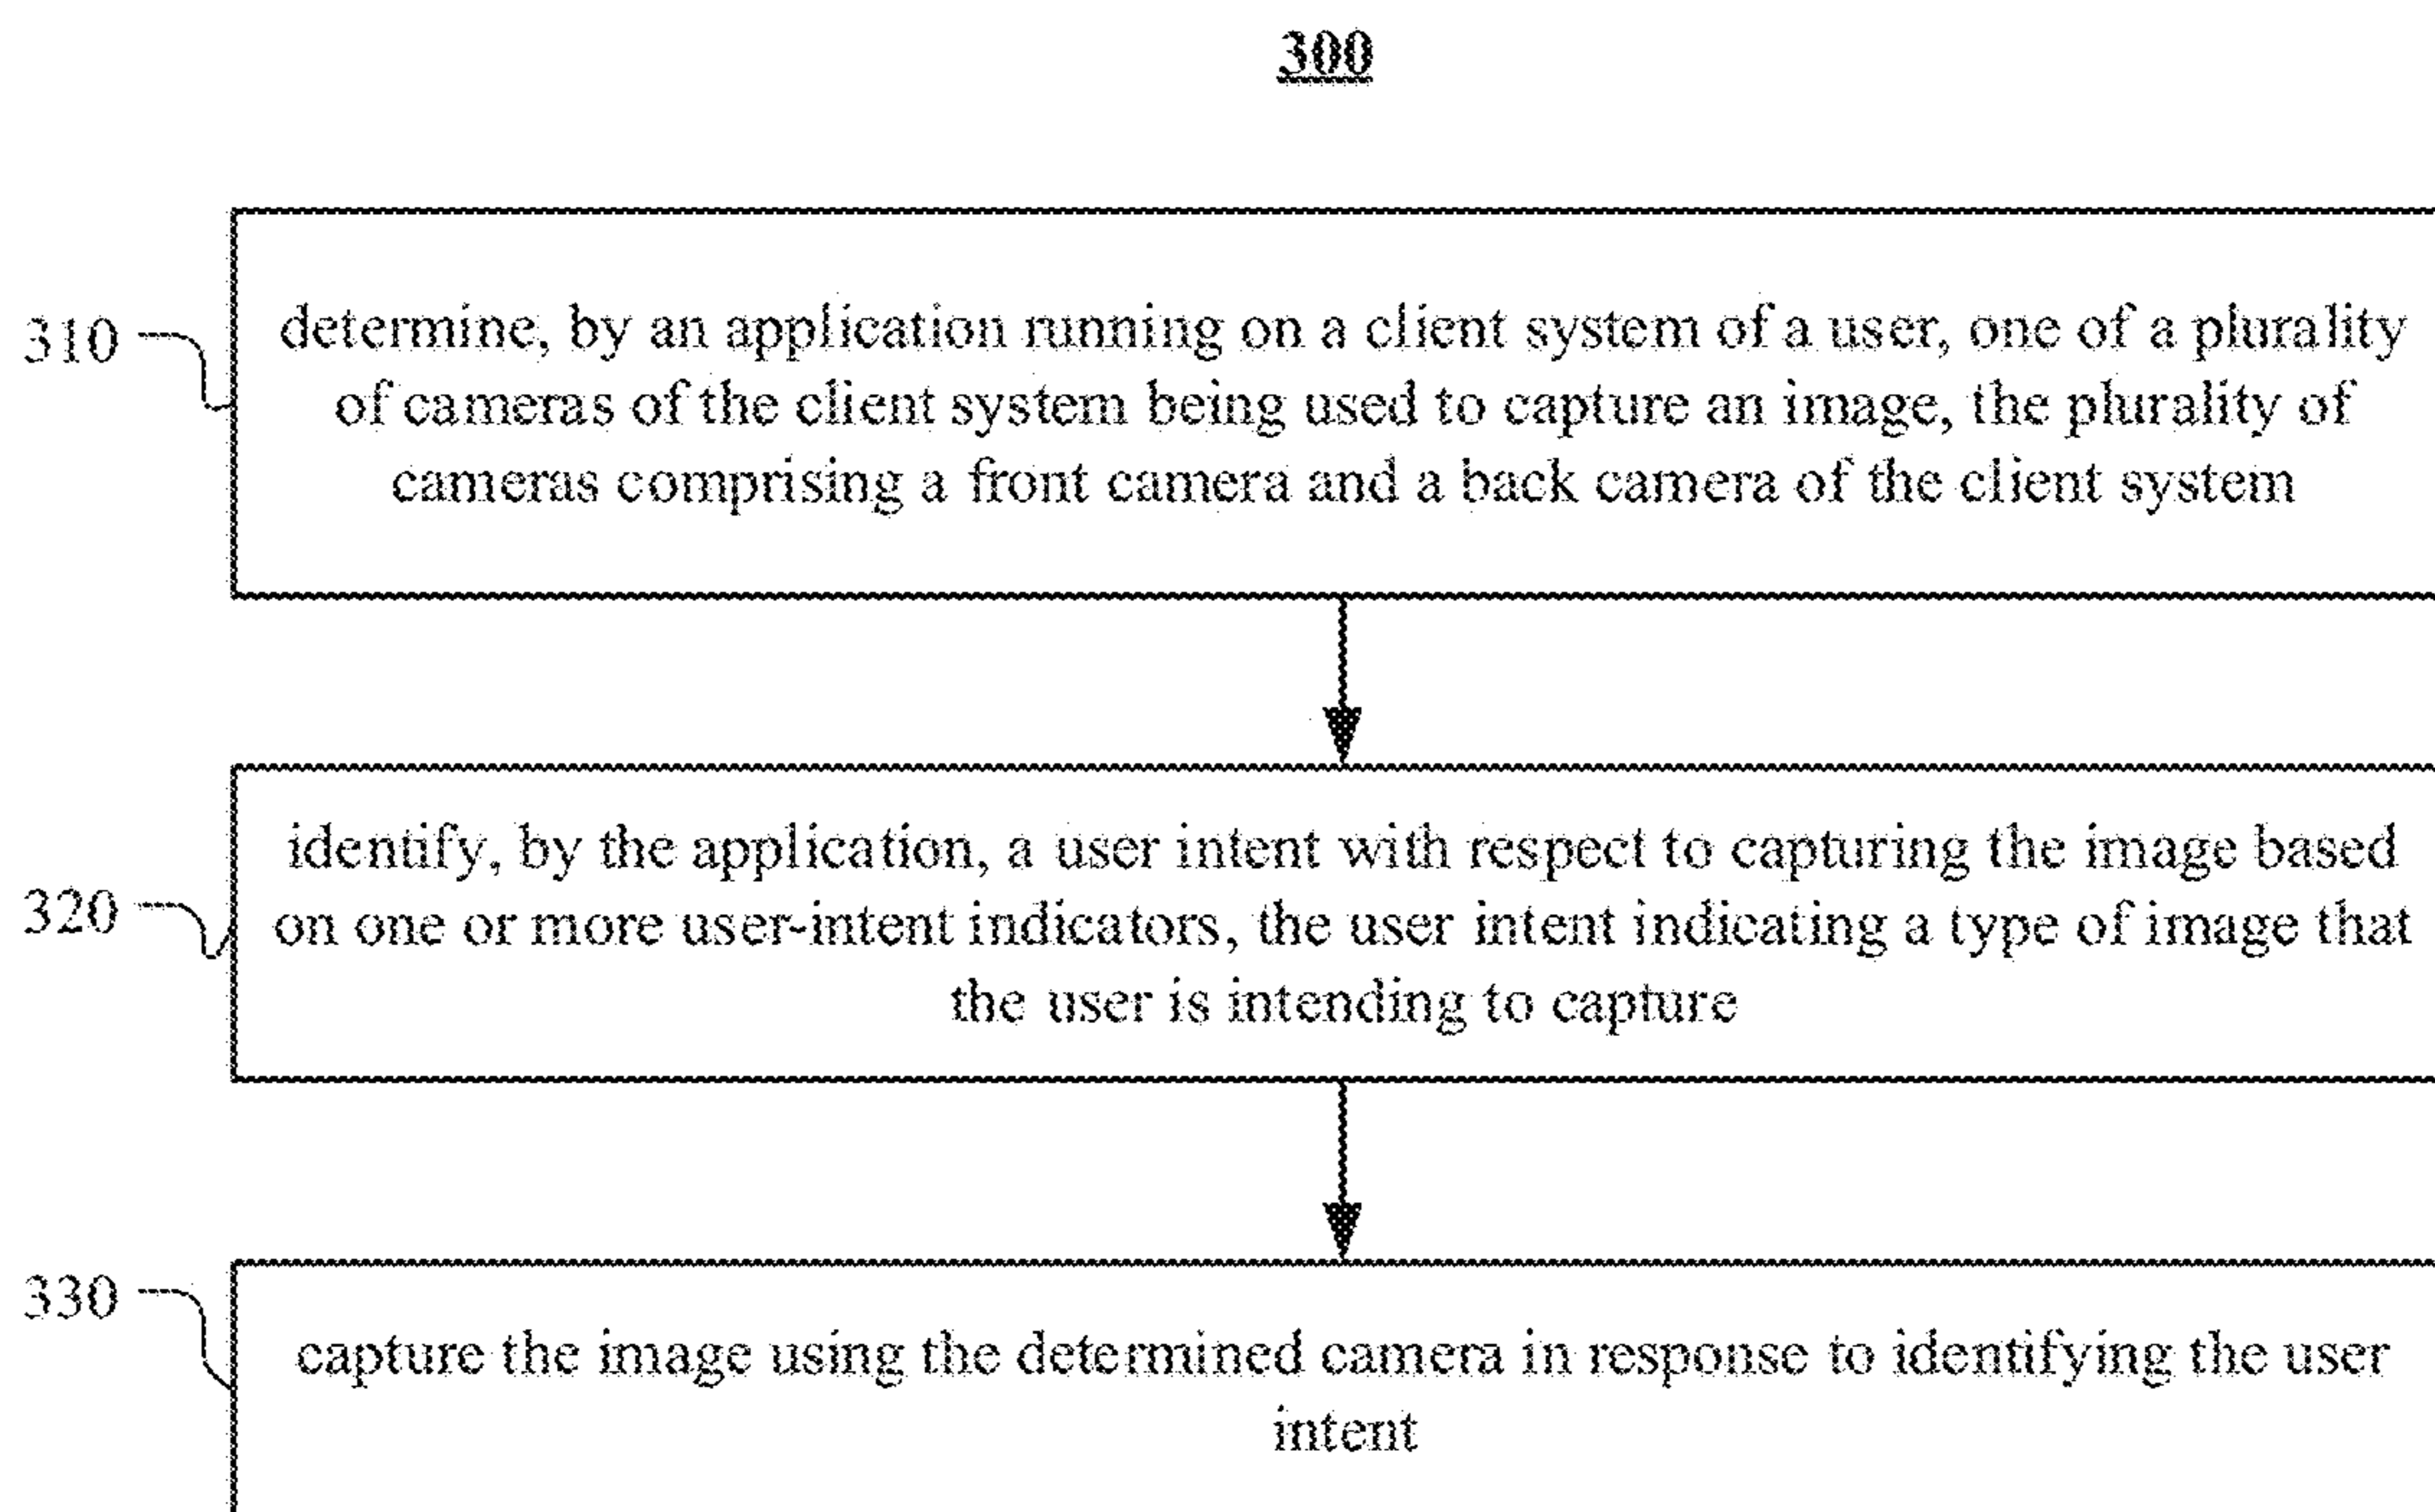 300
310
determine, by an application running on a client system of a user, one of a plurality
of cameras of the client system being used to capture an image, the plurality of
cameras comprising a front camera and a back camera of the client system
320
identify, by the application, a user intent with respect to capturing the image based
on one or more user-intent indicators, the user intent indicating a type of image that
the user is intending to capture
330
capture the image using the determined camera in response to identifying the user
intent